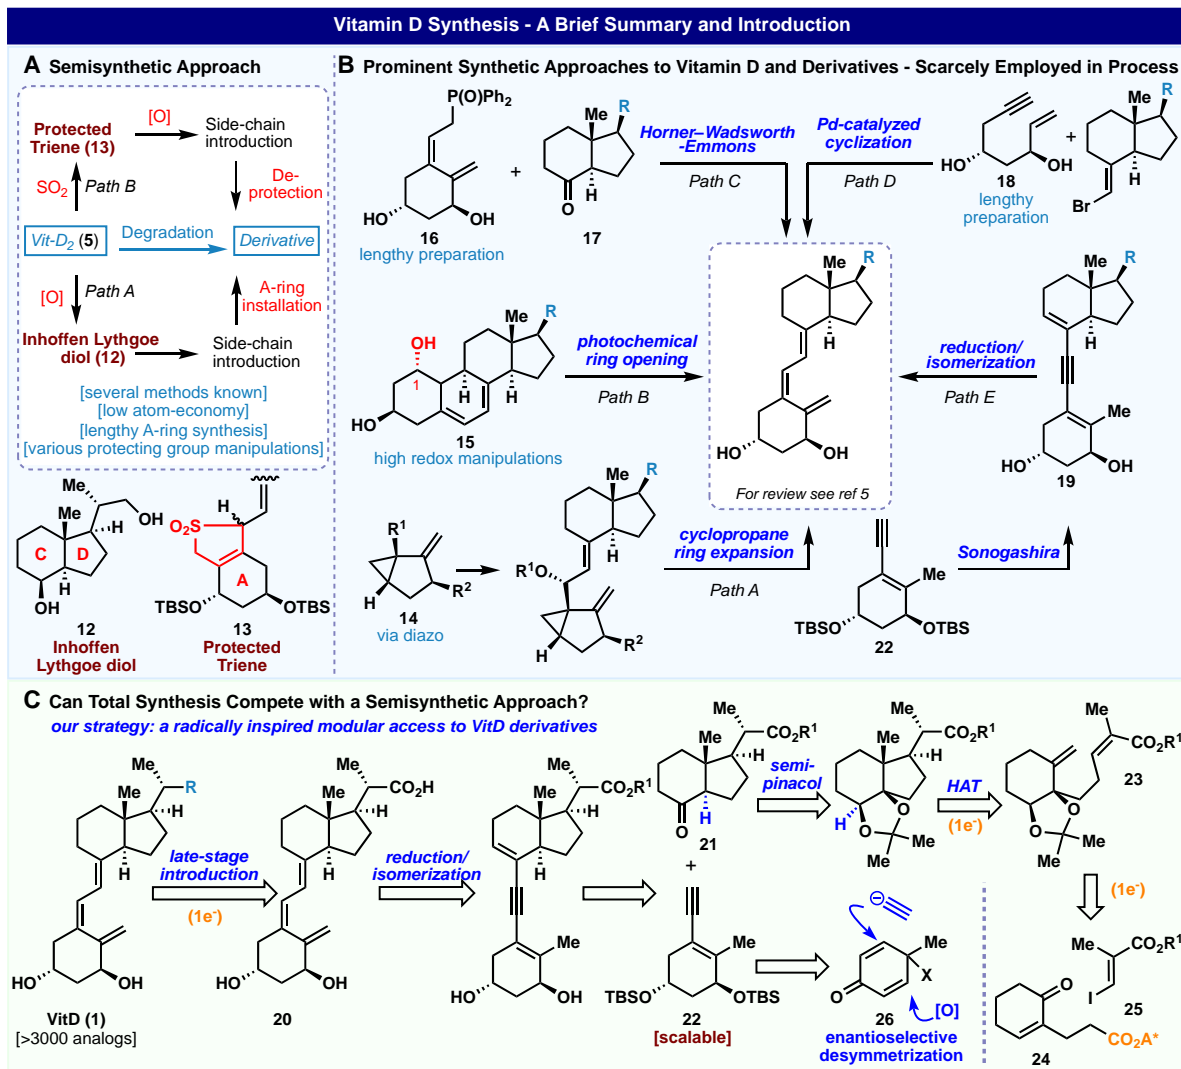 Vitamin D Synthesis - A Brief Summary and Introduction
A Semisynthetic Approach
[O]
Protected
Triene (13)
Side-chain
introduction
SO2
Path B
De-
protection
Vit-D2 (5)
Degradation
Derivative
[O]
Path A
A-ring
installation
Inhoffen Lythgoe
diol (12)
Side-chain
introduction
[several methods known]
[low atom-economy]
[lengthy A-ring synthesis]
[various protecting group manipulations]
Me
OH
Me
H
C
D
H
OH
12
Inhoffen
Lythgoe diol
H
O2S
A
TBSO
OTBS
13
Protected
Triene
B Prominent Synthetic Approaches to Vitamin D and Derivatives - Scarcely Employed in Process
P(O)Ph2
HO
OH
16
lengthy preparation
+
Me
R
H
O
17
Horner–Wadsworth
-Emmons
Path C
Pd-catalyzed
cyclization
Path D
HO
OH
18
lengthy
preparation
+
Me
R
H
Br
OH
1
Me
R
H
H
HO
15
high redox manipulations
photochemical
ring opening
Path B
Me
R
H
HO
OH
For review see ref 5
reduction/
isomerization
Path E
Me
R
H
Me
HO
OH
19
R1
H
R2
14
via diazo
Me
R
H
R1O
H
R2
cyclopropane
ring expansion
Path A
Me
TBSO
OTBS
22
Sonogashira
C Can Total Synthesis Compete with a Semisynthetic Approach?
our strategy: a radically inspired modular access to VitD derivatives
Me
R
Me
H
H
HO
OH
VitD (1)
[>3000 analogs]
late-stage
introduction
(1e-)
Me
CO2H
Me
H
H
HO
OH
20
reduction/
isomerization
Me
CO2R1
Me
H
H
Me
HO
OH
Me
CO2R1
Me
H
H
O
21
+
Me
TBSO
OTBS
22
[scalable]
semi-
pinacol
Me
CO2R1
Me
H
H
O
O
Me
Me
HAT
(1e-)
Me
CO2R1
23
O
O
Me
Me
(1e-)
Me
CO2R1
I
25
O
CO2A*
24
⊖
Me
X
O
[O]
26
enantioselective
desymmetrization